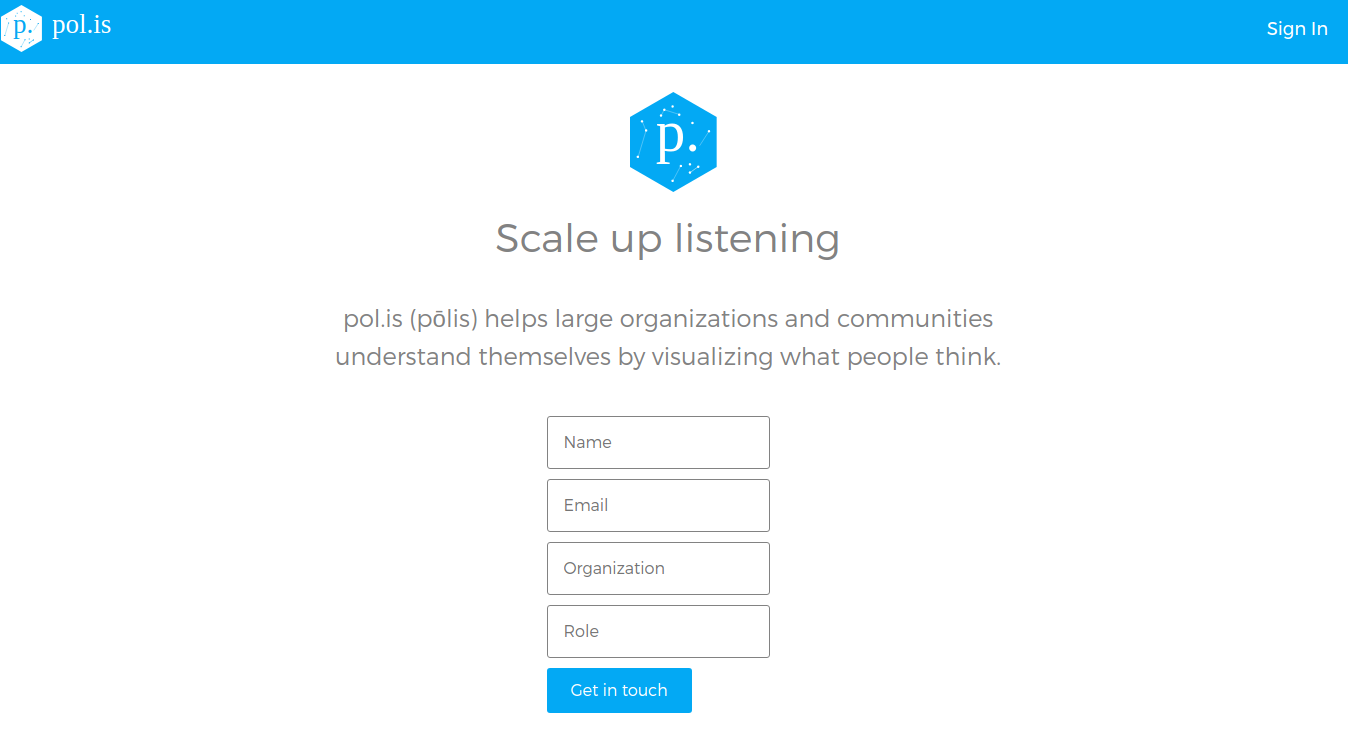 p. pol.is
Sign In
p.
Scale up listening
pol.is (pōlis) helps large organizations and communities
understand themselves by visualizing what people think.
Name
Email
Organization
Role
Get in touch